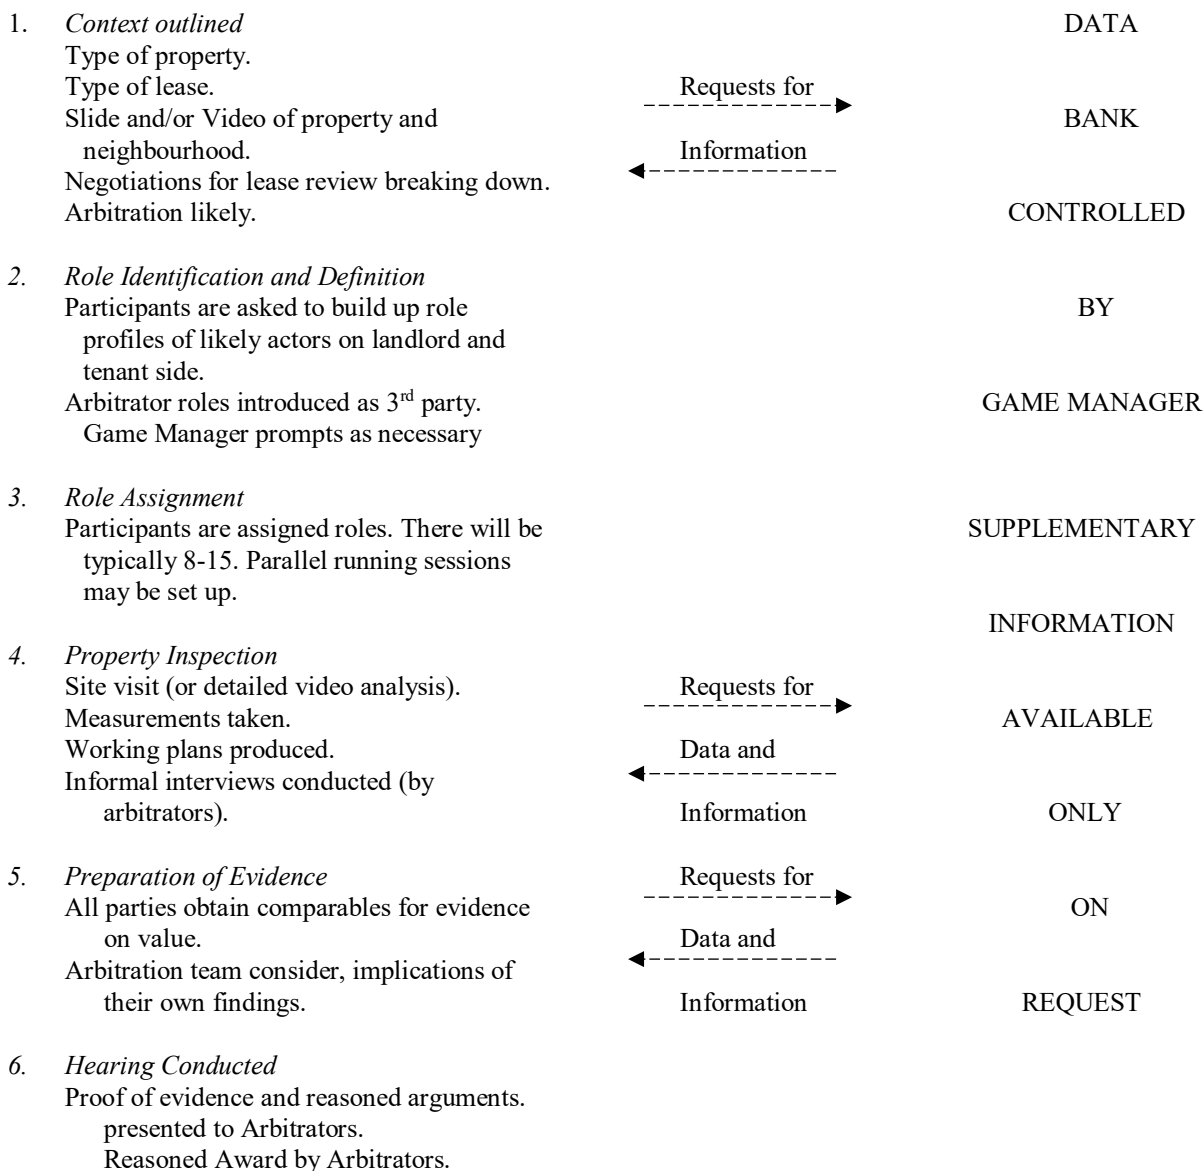 1. Context outlined
Type of property.
Type of lease.
Slide and/or Video of property and
neighbourhood.
Negotiations for lease review breaking down.
Arbitration likely.
Requests for
Information
2. Role Identification and Definition
Participants are asked to build up role
profiles of likely actors on landlord and
tenant side.
Arbitrator roles introduced as 3rd party.
Game Manager prompts as necessary
3. Role Assignment
Participants are assigned roles. There will be
typically 8-15. Parallel running sessions
may be set up.
4. Property Inspection
Site visit (or detailed video analysis).
Measurements taken.
Working plans produced.
Informal interviews conducted (by
arbitrators).
Requests for
Data and
Information
5. Preparation of Evidence
All parties obtain comparables for evidence
on value.
Arbitration team consider, implications of
their own findings.
Requests for
Data and
Information
6. Hearing Conducted
Proof of evidence and reasoned arguments.
presented to Arbitrators.
Reasoned Award by Arbitrators.
DATA
BANK
CONTROLLED
BY
GAME MANAGER
SUPPLEMENTARY
INFORMATION
AVAILABLE
ONLY
ON
REQUEST